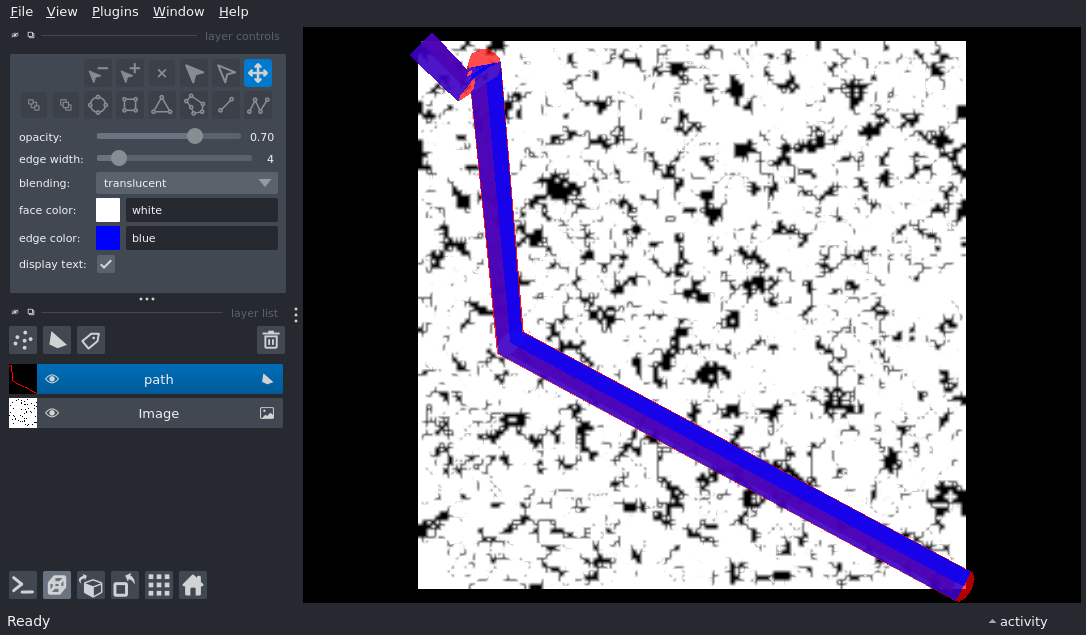 File View Plugins Window Help
layer controls
opacity: 0.70
edge width: 4
blending: translucent
face color: white
edge color: blue
display text:
layer list
path
Image
Ready
activity